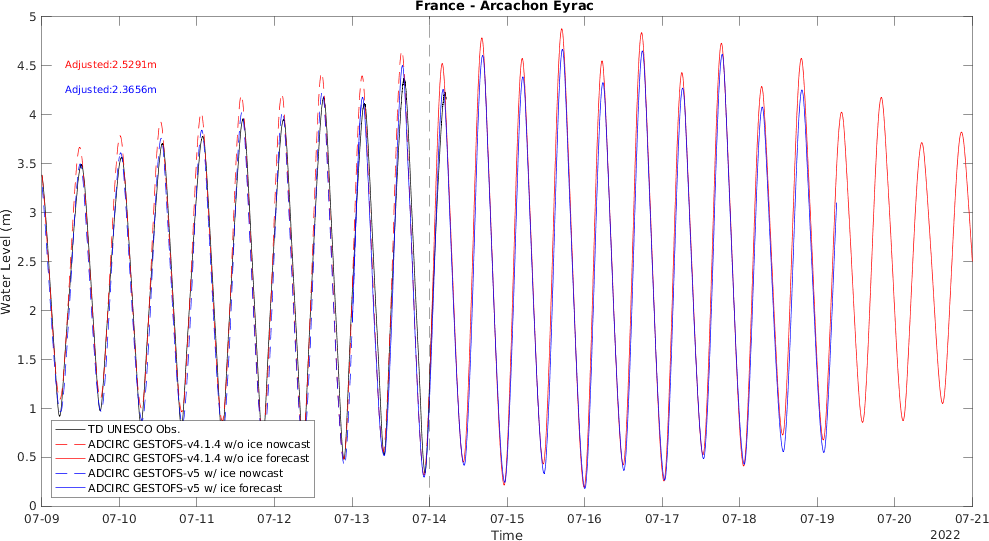 France - Arcachon Eyrac
5
4.5
4
3.5
3
2.5
2
1.5
1
0.5
0
Water Level (m)
Adjusted:2.5291m
Adjusted:2.3656m
TD UNESCO Obs.
ADCIRC GESTOFS-v4.1.4 w/o ice nowcast
ADCIRC GESTOFS-v4.1.4 w/o ice forecast
ADCIRC GESTOFS-v5 w/ ice nowcast
ADCIRC GESTOFS-v5 w/ ice forecast
07-09 07-10 07-11 07-12 07-13 07-14 07-15 07-16 07-17 07-18 07-19 07-20 07-21
Time
2022